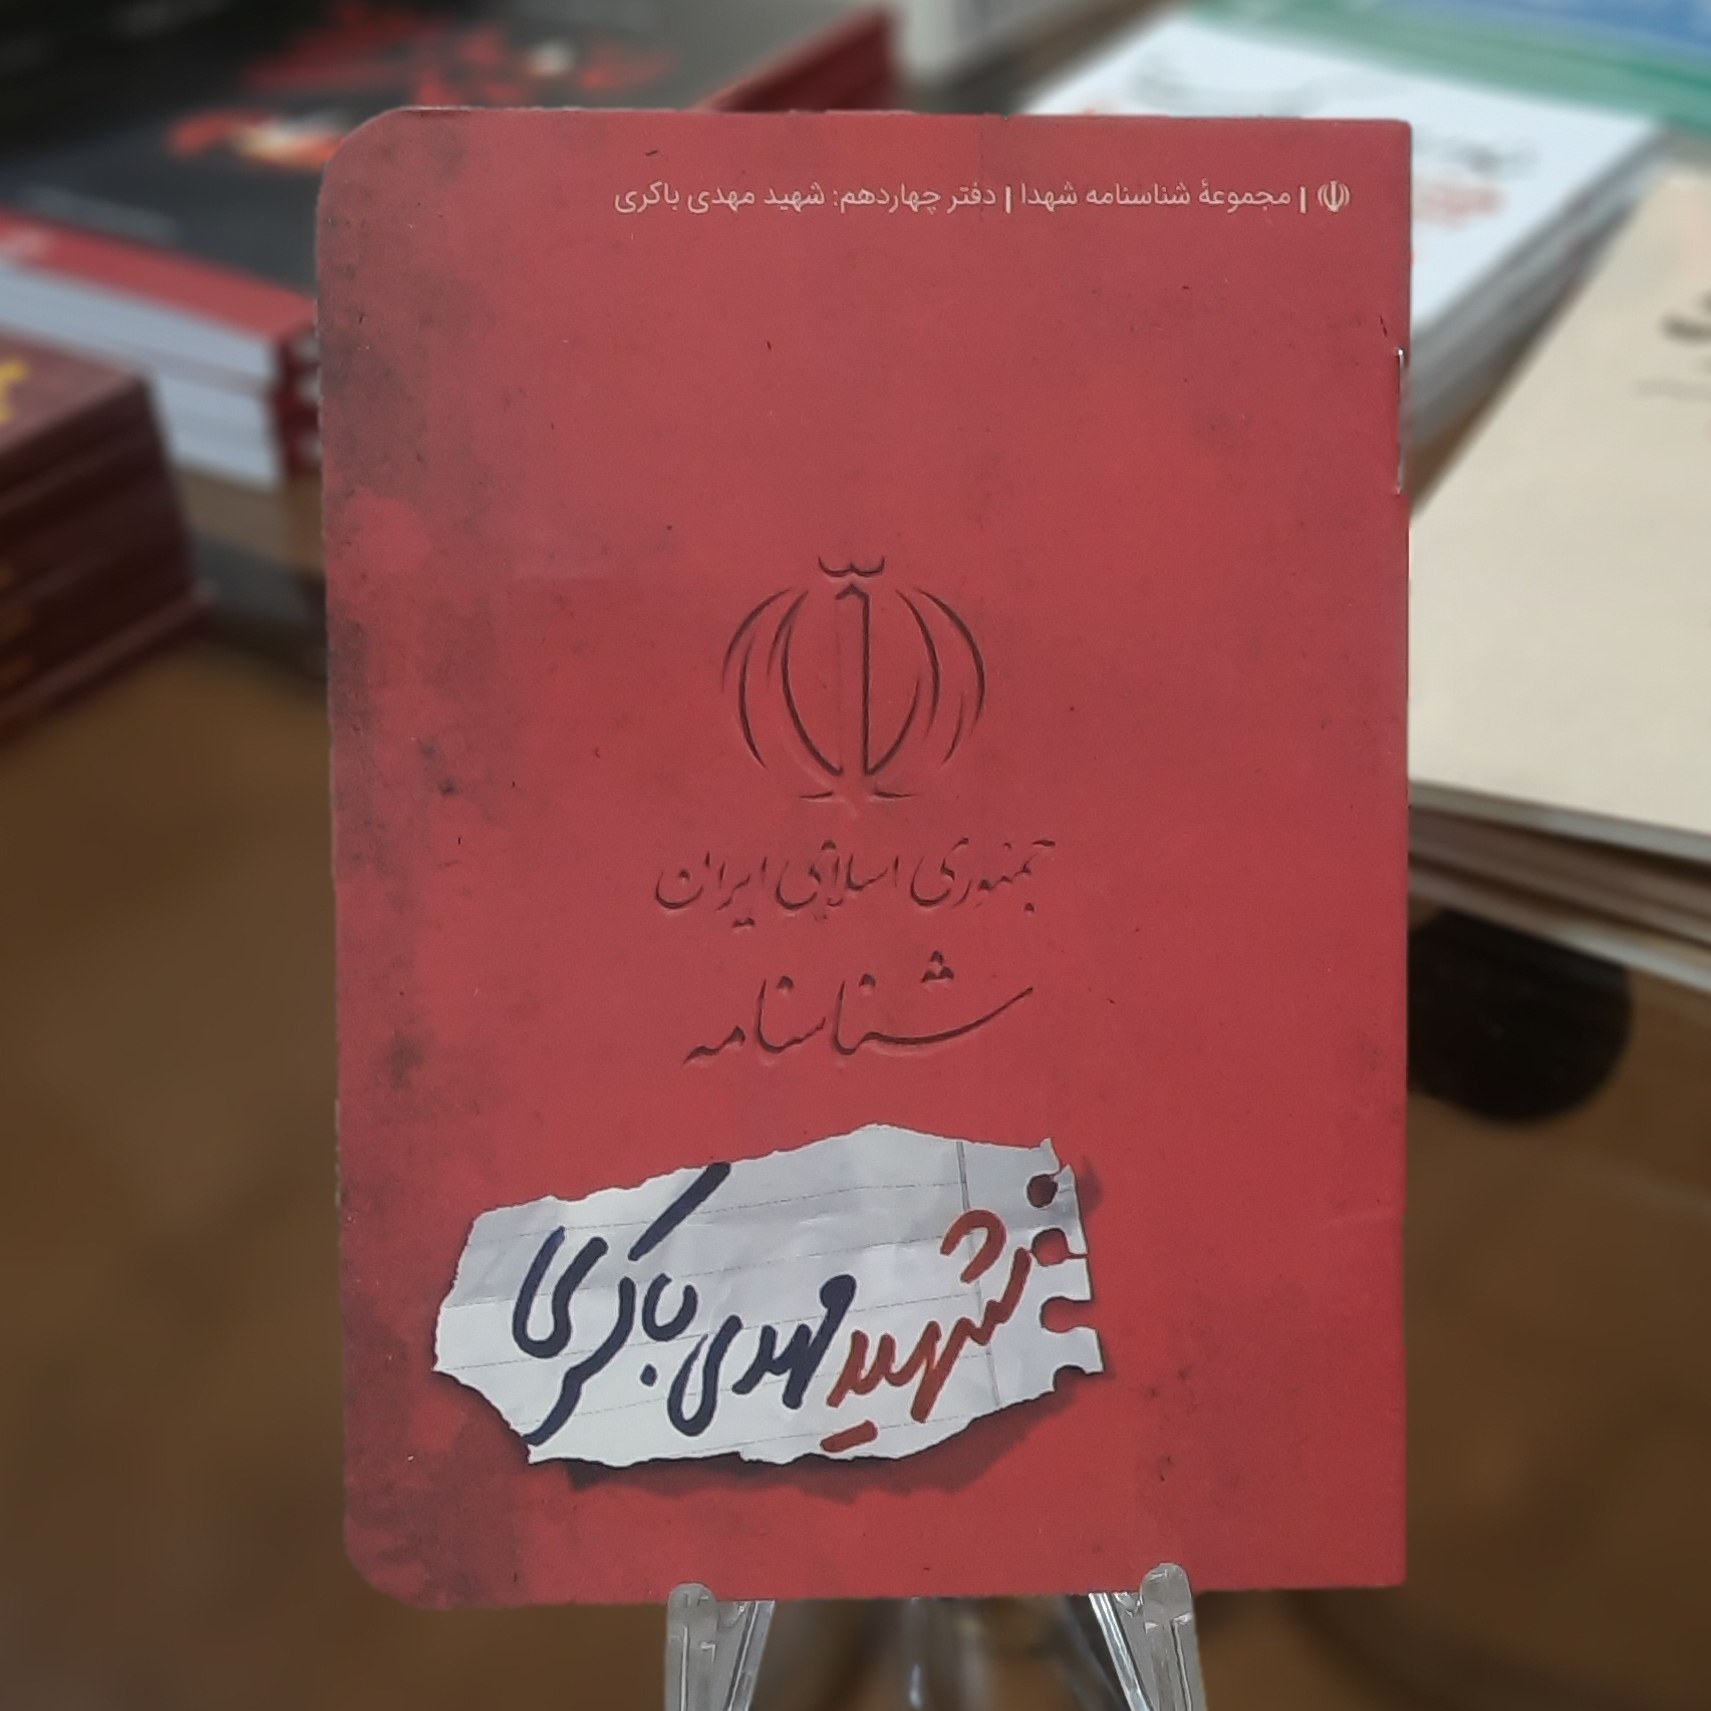 | مجموعهٔ شناسنامه شهدا | دفتر چهاردهم: شهید مهدی باکری
جمهوری اسلامی ایران
شناسنامه
شهید مهدی باکری